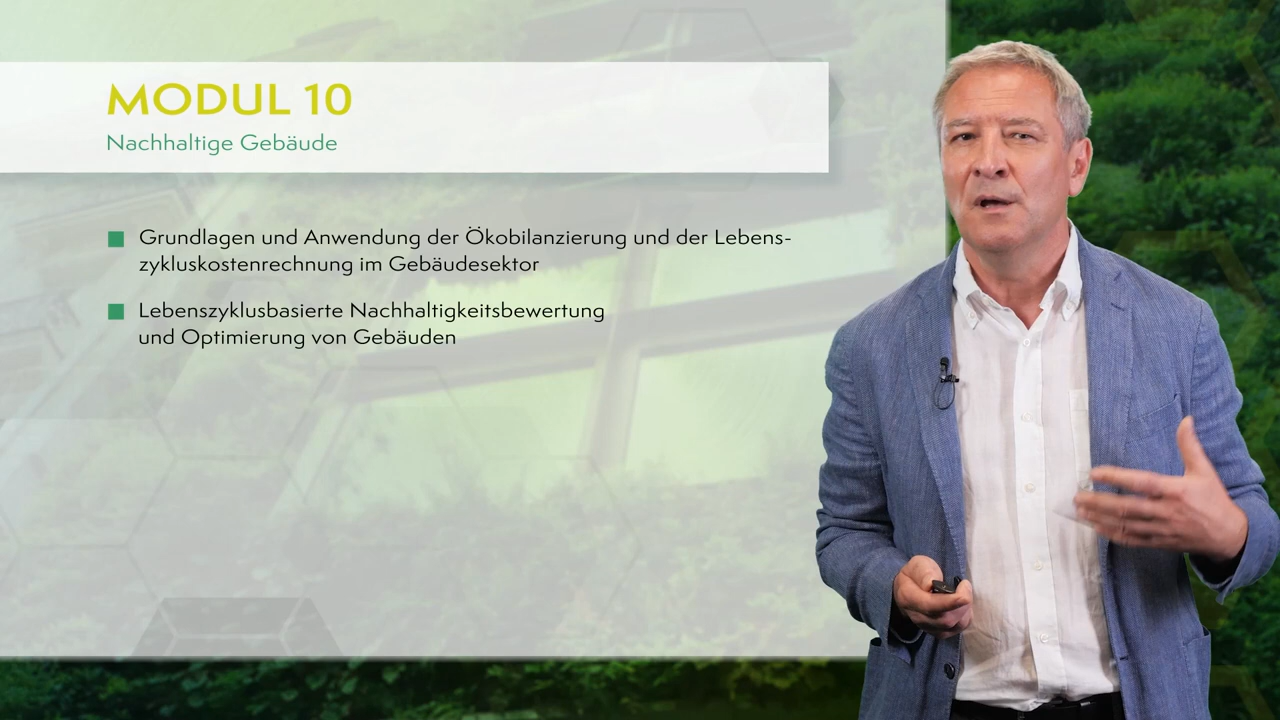 MODUL 10
Nachhaltige Gebäude
Grundlagen und Anwendung der Ökobilanzierung und der Lebens-
zykluskostenrechnung im Gebäudesektor
Lebenszyklusbasierte Nachhaltigkeitsbewertung
und Optimierung von Gebäuden